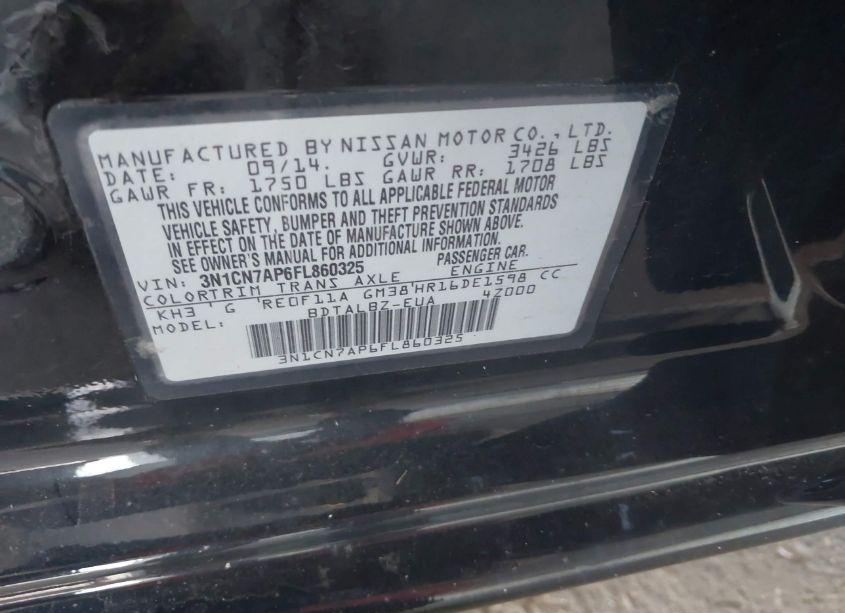 MANUFACTURED BY NISSAN MOTOR CO., LTD.
DATE: 09/14. GVWR: 3426 LBS
GAWR FR: 1750 LBS GAWR RR: 1708 LBS
THIS VEHICLE CONFORMS TO ALL APPLICABLE FEDERAL MOTOR
VEHICLE SAFETY, BUMPER AND THEFT PREVENTION STANDARDS
IN EFFECT ON THE DATE OF MANUFACTURE SHOWN ABOVE.
SEE OWNER'S MANUAL FOR ADDITIONAL INFORMATION.
VIN: 3N1CN7AP6FL860325 PASSENGER CAR.
COLOR TRIM TRANS AXLE ENGINE
KH3 ' G 'RE0F11A GM38'HR16DE1598 CC
MODEL: BDTALBZ-EUA 4Z000
3N1CN7AP6FL860325